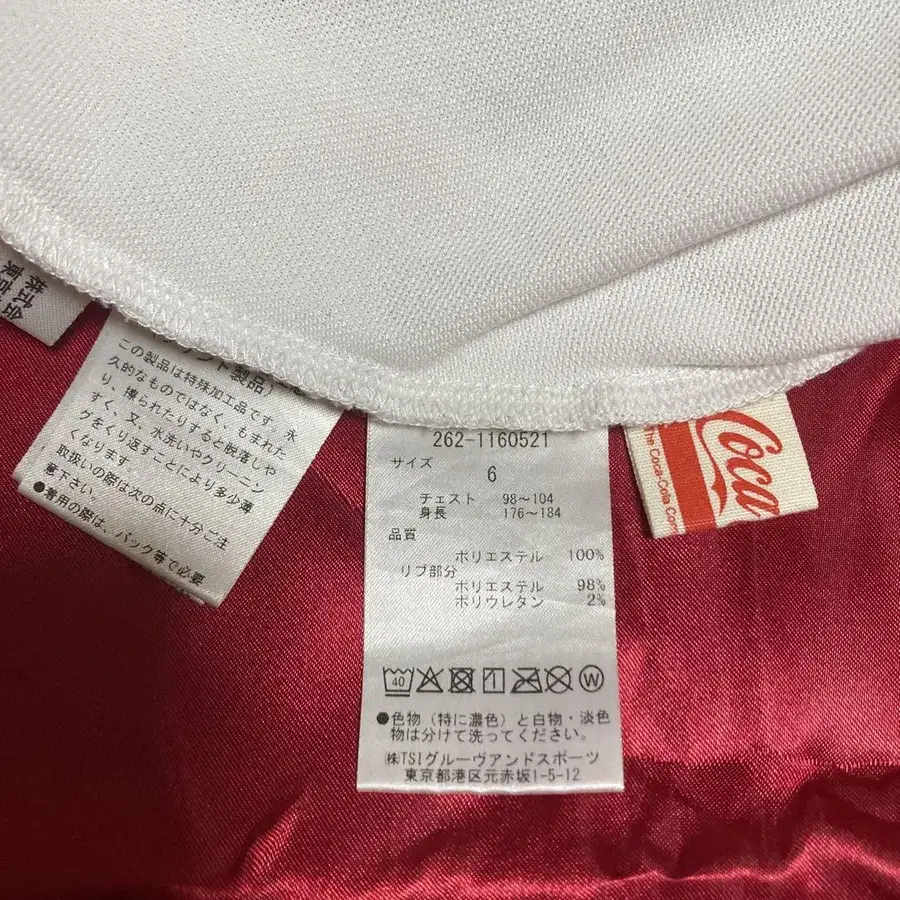 株式会
この製品は特殊加工品です。永
久的なものではなく、もまれた
り、擦られたりすると脱落しや
すく、又、水洗いやクリーニン
グをくり返すことにより多少薄
くなります。
取扱いの際は次の点に十分ご注
意下さい。
●着用の際は、バック等で必要
262-1160521
サイズ
6
チェスト 98~104
身長 176~184
品質
ポリエステル 100%
リブ部分
ポリエステル 98%
ポリウレタン 2%
40
W
●色物(特に濃色)と白物・淡色
物は分けて洗ってください。
㈱TSIグルーヴアンドスポーツ
東京都港区元赤坂1-5-12
Coca
The Coca-Cola Co